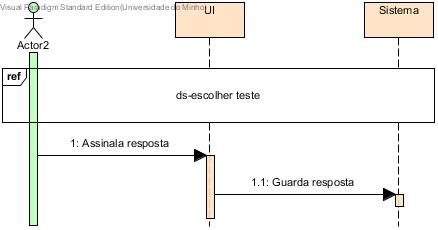 Visual Paradigm Standard Edition(Universidade do Minho)
UI
Sistema
Actor2
ref
ds-escolher teste
1: Assinala resposta
1.1: Guarda resposta